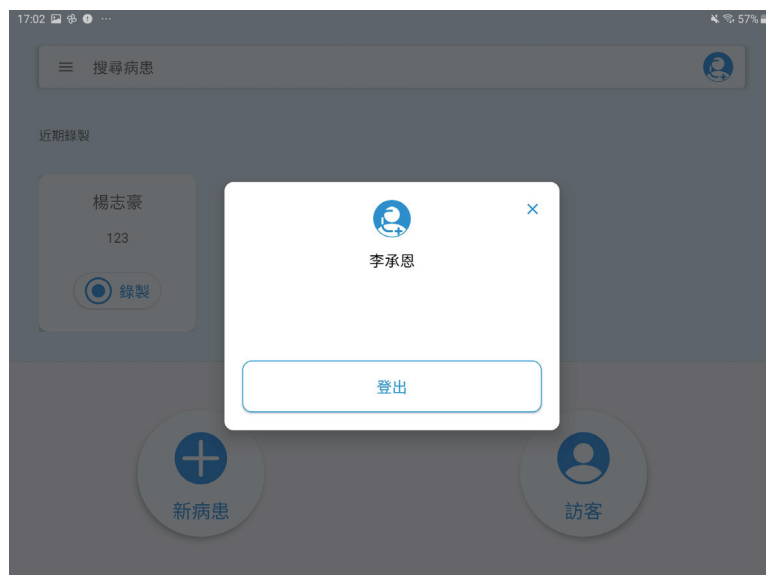 17:02 ···
57%
搜尋病患
近期錄製
楊志豪
123
錄製
李承恩
登出
新病患
訪客